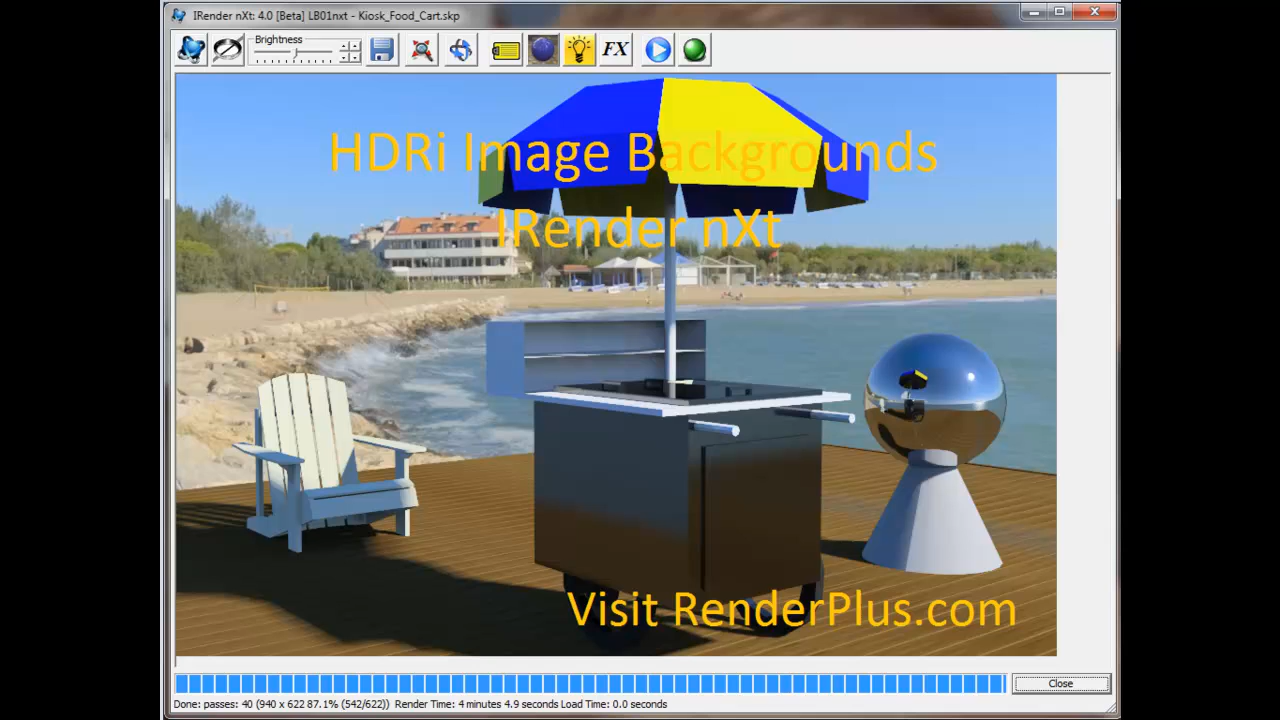 IRender nXt: 4.0 [Beta] LB01nxt - Kiosk_Food_Cart.skp
Brightness
FX
HDRi Image Backgrounds
IRender nXt
Visit RenderPlus.com
Close
Done: passes: 40 (940 x 622 87.1% (542/622)) Render Time: 4 minutes 4.9 seconds Load Time: 0.0 seconds